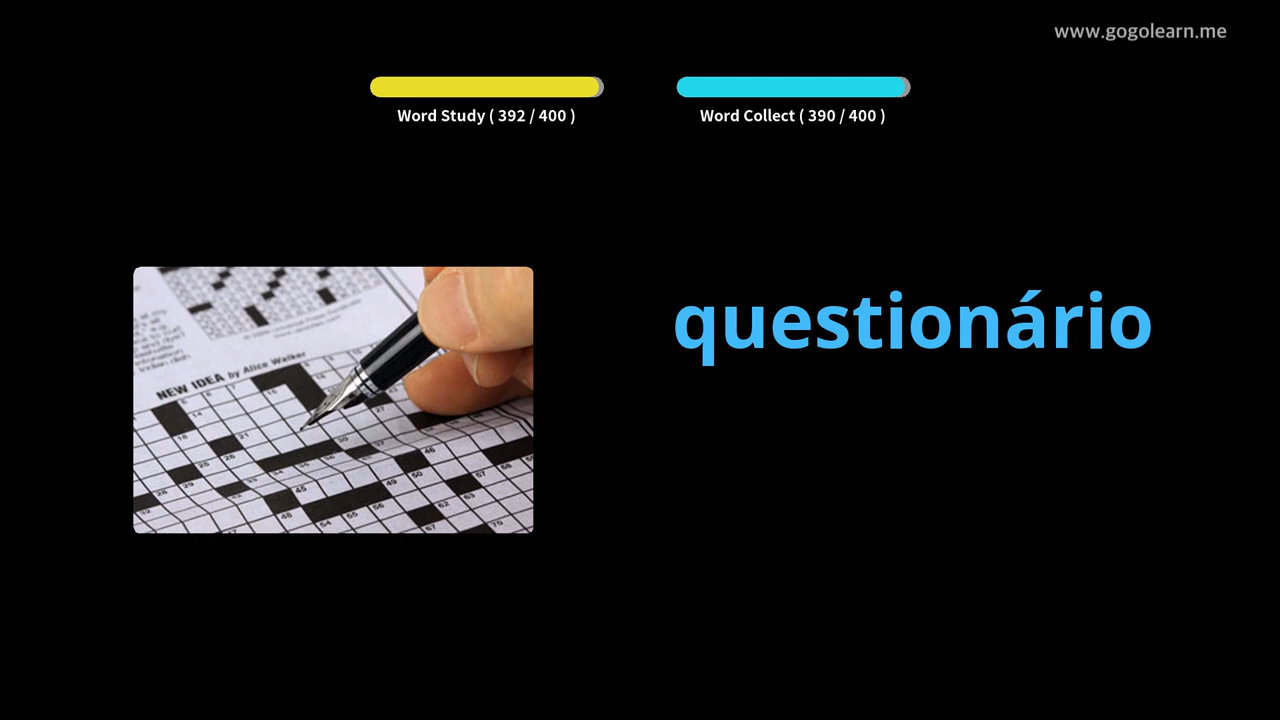 www.gogolearn.me
Word Study ( 392 / 400 )
Word Collect ( 390 / 400 )
questionário
NEW IDEA by Alice Walker